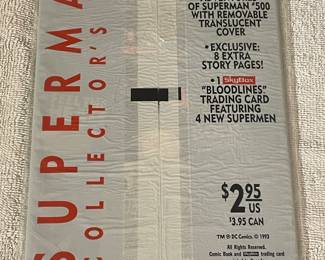 SUPERMA
COLLECTOR'S
OF SUPERMAN #500
WITH REMOVABLE
TRANSLUCENT
COVER
• EXCLUSIVE:
8 EXTRA
STORY PAGES!
• 1 SkyBox
"BLOODLINES"
TRADING CARD
FEATURING
4 NEW SUPERMEN
$2.95
US
$3.95 CAN
TM ® DC Comics. © 1993
All Rights Reserved.
Comic Book and SkyBox trading card